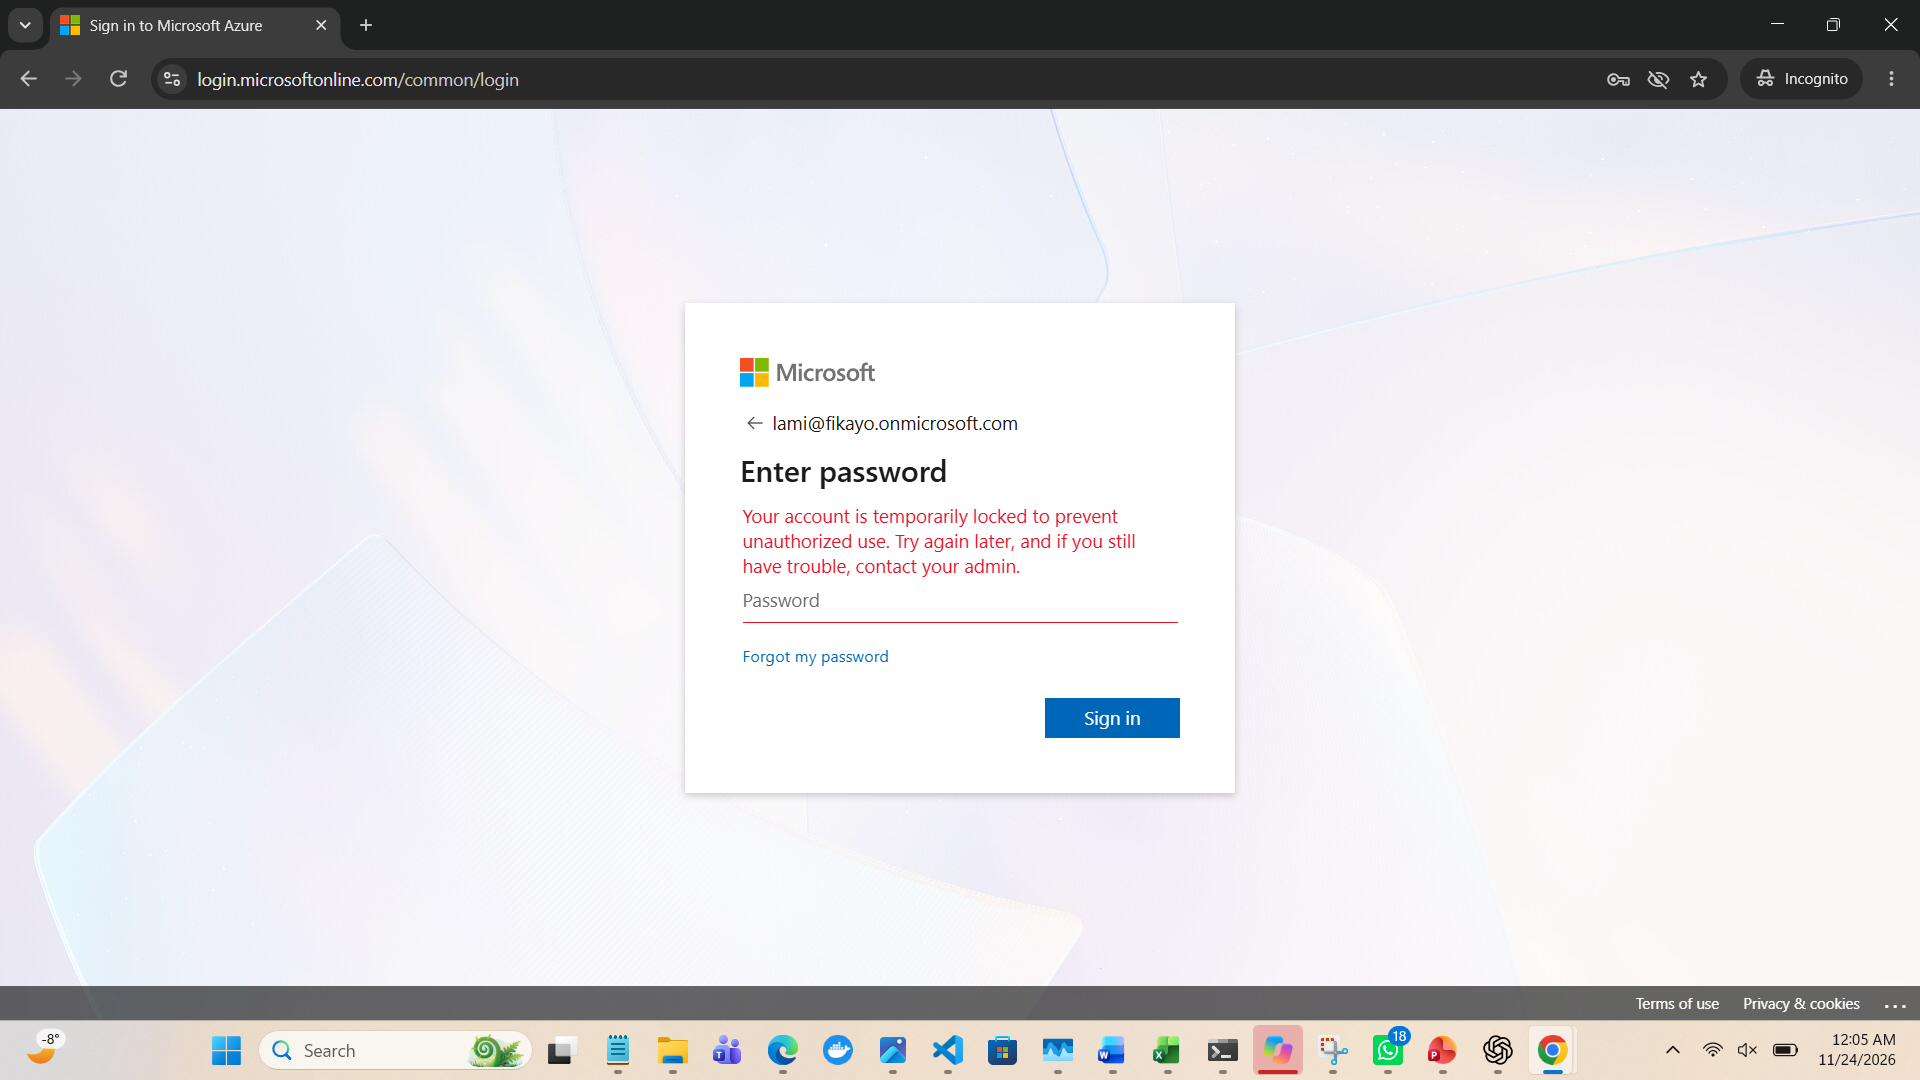 Sign in to Microsoft Azure
login.microsoftonline.com/common/login
Incognito
Microsoft
lami@fikayo.onmicrosoft.com
Enter password
Your account is temporarily locked to prevent
unauthorized use. Try again later, and if you still
have trouble, contact your admin.
Password
Forgot my password
Sign in
Terms of use
Privacy & cookies
-8°
Search
T
W
X
18
P
12:05 AM
11/24/2026